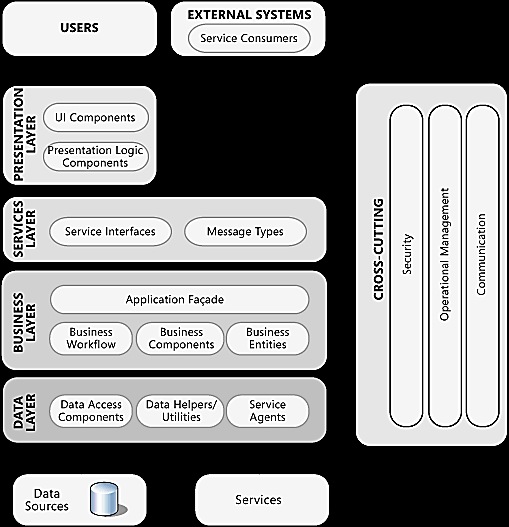 USERS
EXTERNAL SYSTEMS
Service Consumers
PRESENTATION
LAYER
UI Components
Presentation Logic
Components
SERVICES
LAYER
Service Interfaces
Message Types
BUSINESS
LAYER
Application Façade
Business
Workflow
Business
Components
Business
Entities
DATA
LAYER
Data Access
Components
Data Helpers/
Utilities
Service
Agents
CROSS-CUTTING
Security
Operational Management
Communication
Data
Sources
Services